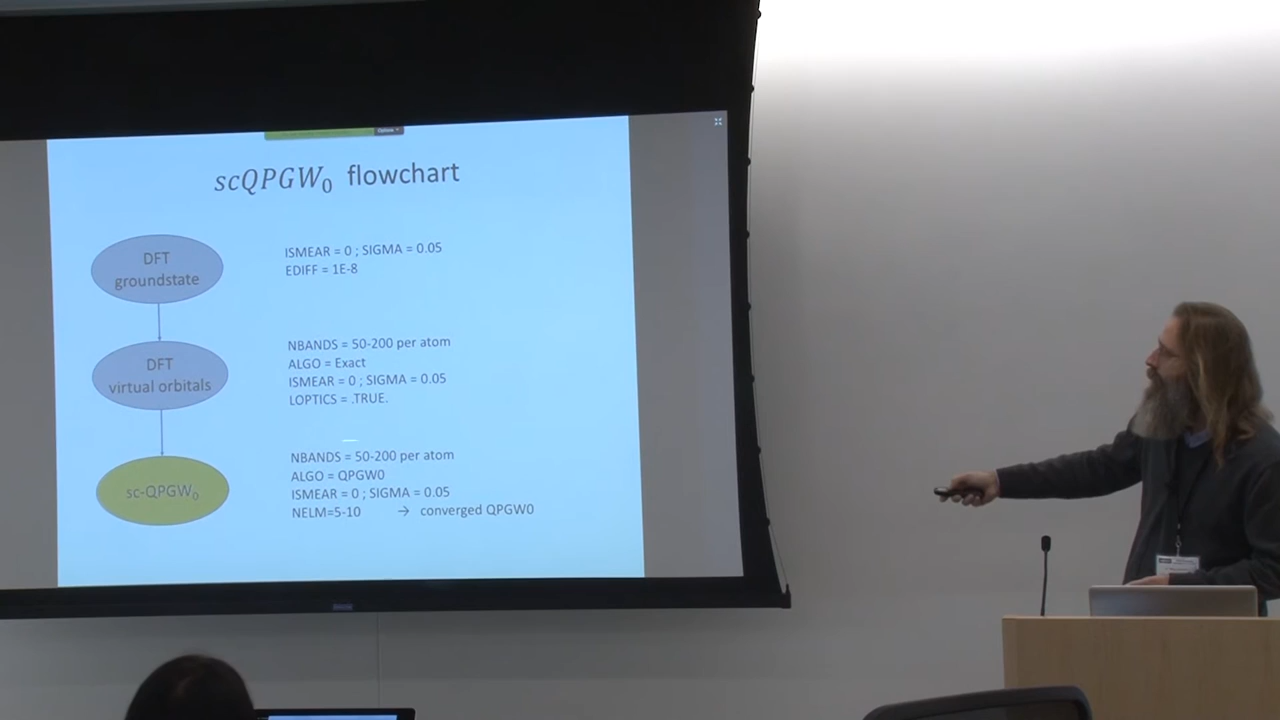 scQPGW₀ flowchart
DFT
groundstate
ISMEAR = 0 ; SIGMA = 0.05
EDIFF = 1E-8
DFT
virtual orbitals
NBANDS = 50-200 per atom
ALGO = Exact
ISMEAR = 0 ; SIGMA = 0.05
LOPTICS = .TRUE.
sc-QPGW₀
NBANDS = 50-200 per atom
ALGO = QPGW0
ISMEAR = 0 ; SIGMA = 0.05
NELM=5-10 → converged QPGW0